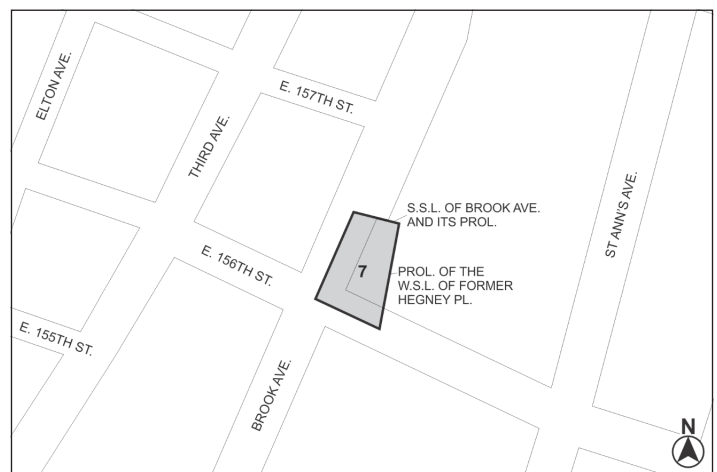 ELTON AVE.
THIRD AVE.
E. 157TH ST.
ST ANN'S AVE.
S.S.L. OF BROOK AVE.
AND ITS PROL.
E. 156TH ST.
7
PROL. OF THE
W.S.L. OF FORMER
HEGNEY PL.
E. 155TH ST.
BROOK AVE.
N